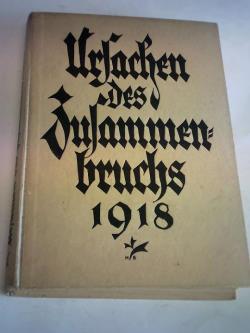 Ursachen
des
Zusammen=
bruchs
1918